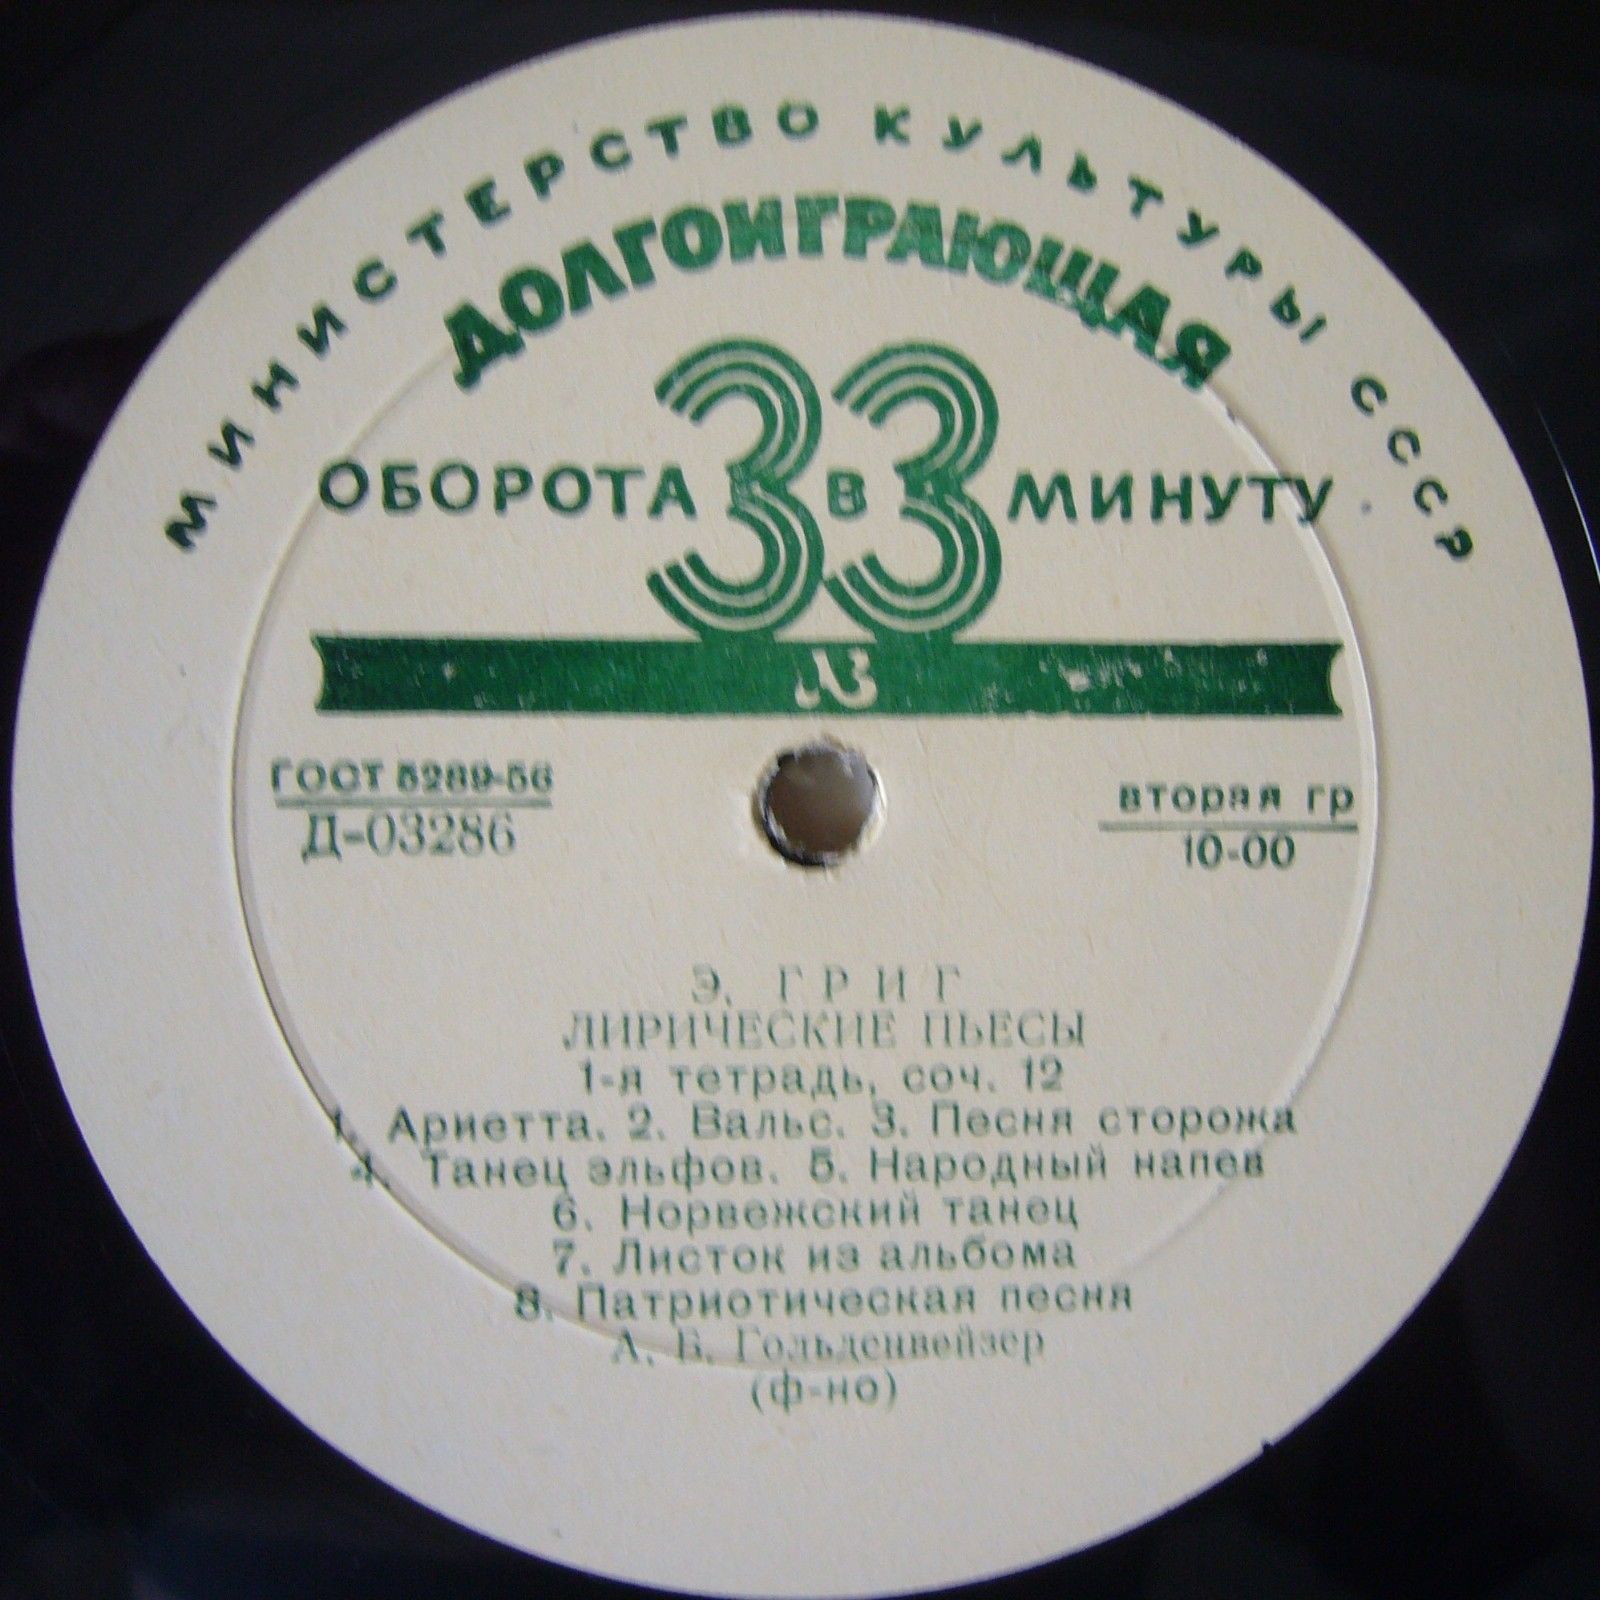 МИНИСТЕРСТВО КУЛЬТУРЫ СССР
ДОЛГОИГРАЮЩАЯ
33
ОБОРОТА В МИНУТУ
ГОСТ 5289-56
Д-03286
вторая гр
10-00
Э. ГРИГ
ЛИРИЧЕСКИЕ ПЬЕСЫ
1-я тетрадь, соч. 12
1. Ариетта. 2. Вальс. 3. Песня сторожа
4. Танец эльфов. 5. Народный напев
6. Норвежский танец
7. Листок из альбома
8. Патриотическая песня
А. Б. Гольденвейзер
(ф-но)